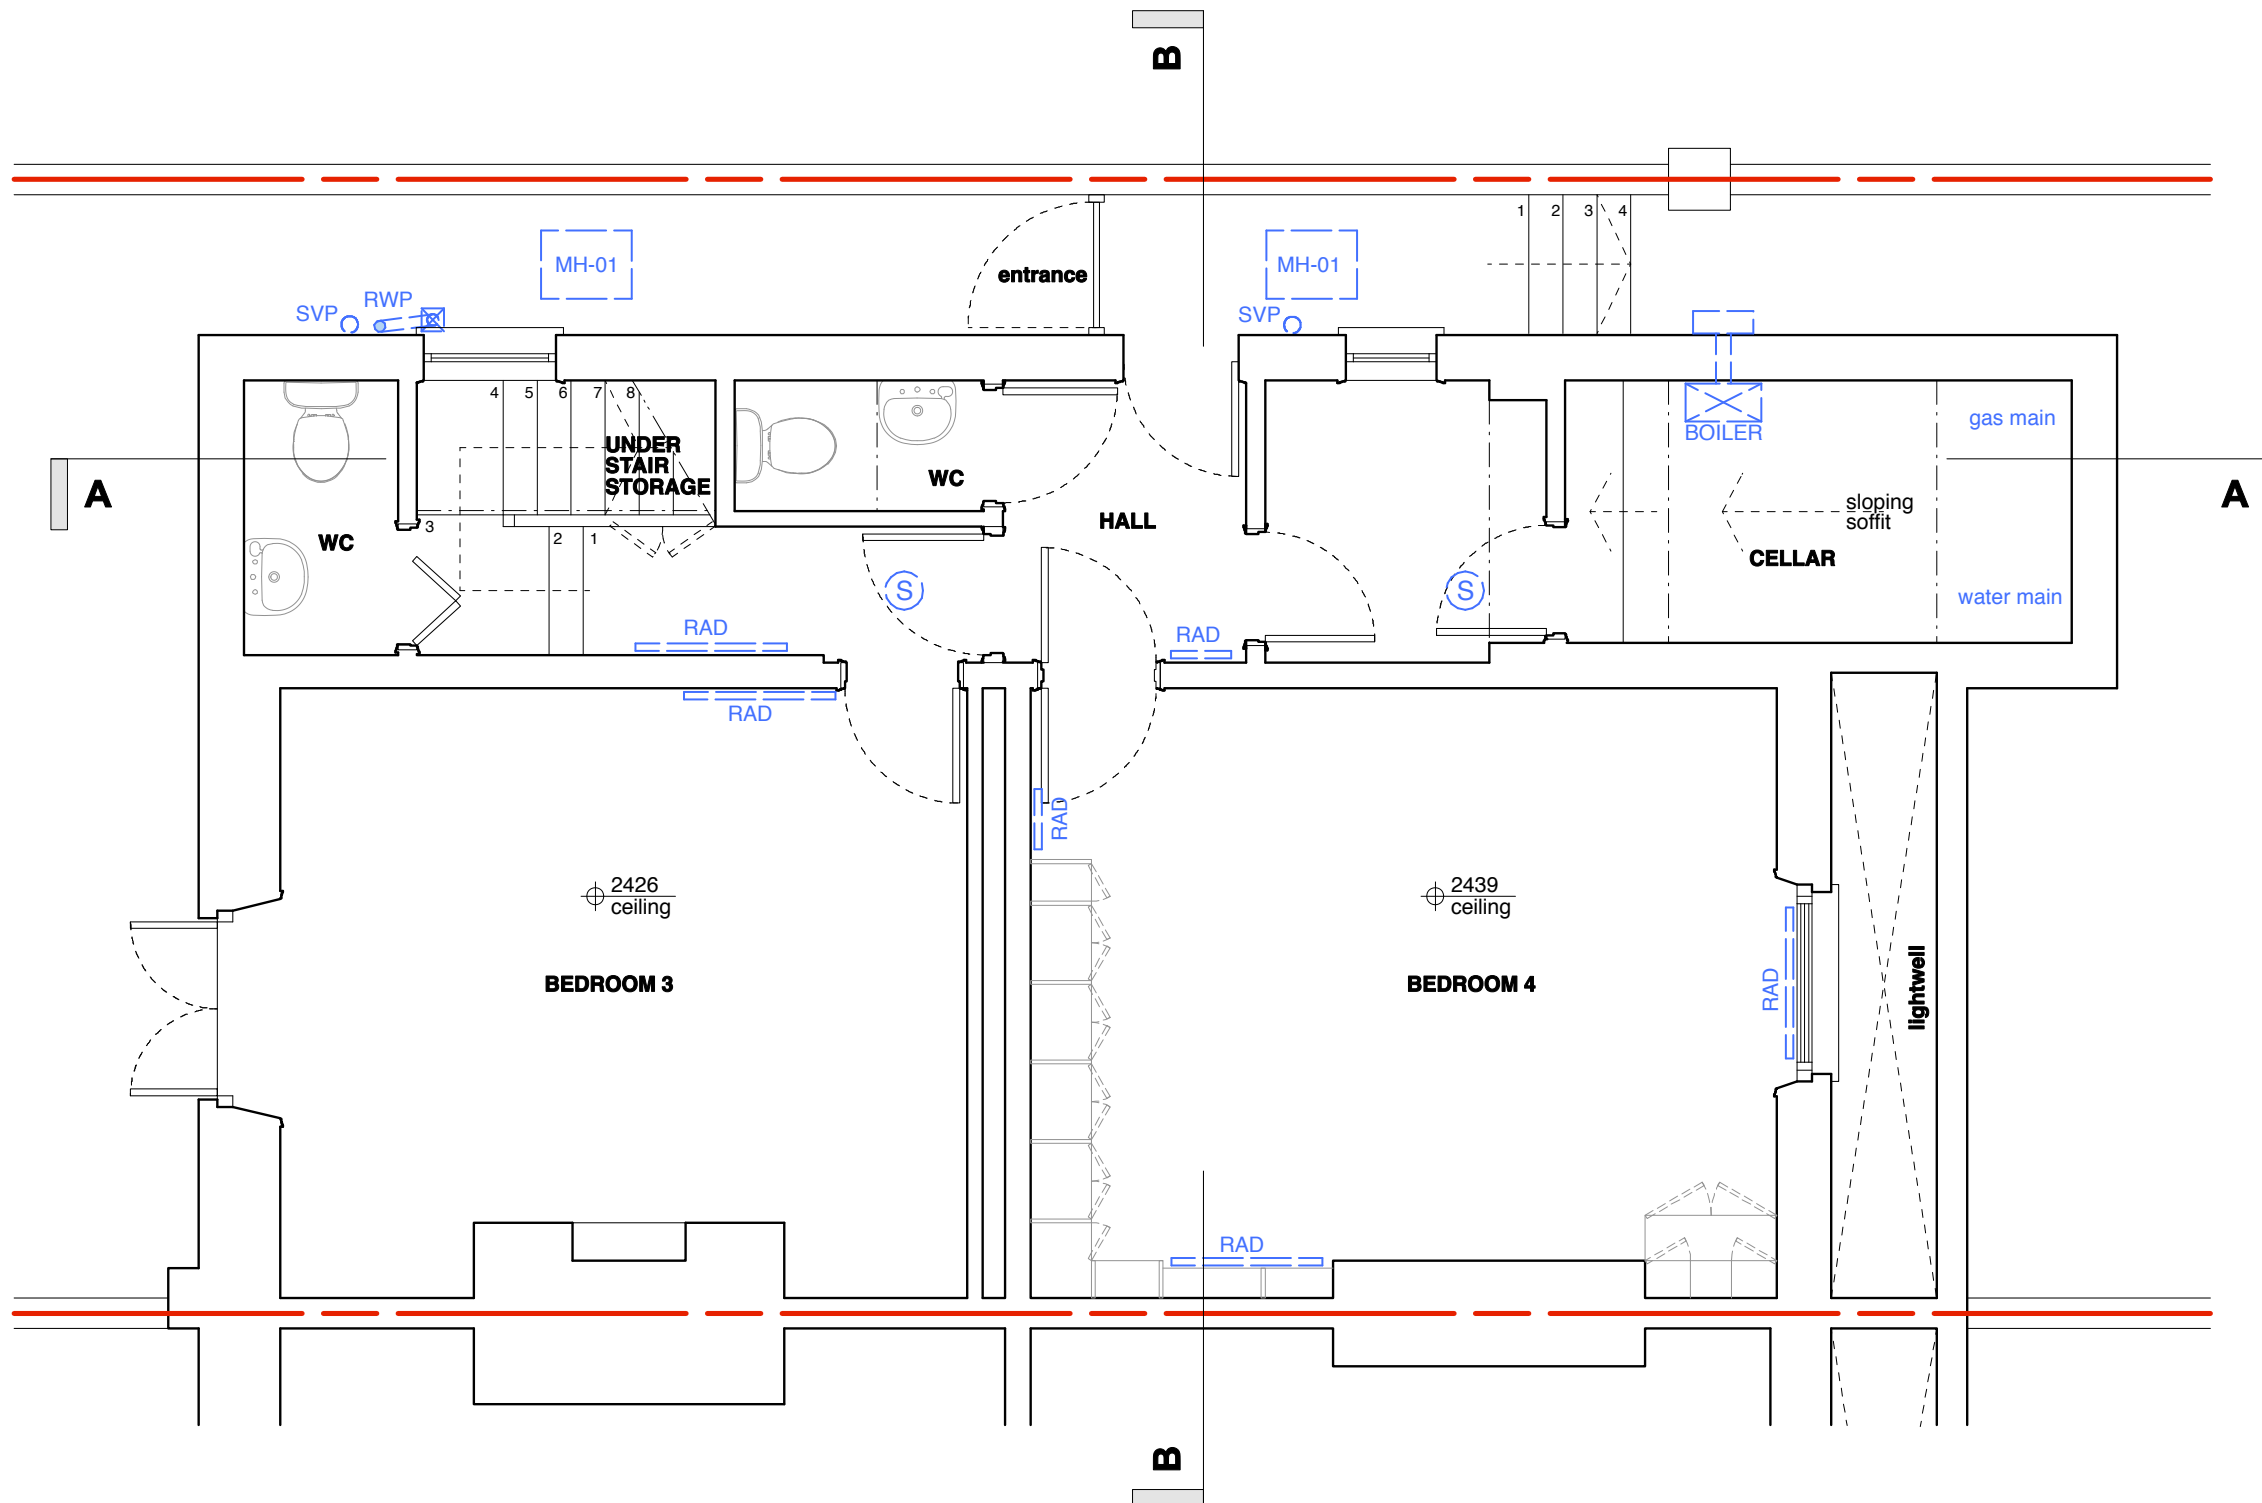 B
1 2 3 4
MH-01
MH-01
entrance
RWP
SVP
SVP
4 5 6 7 8
gas main
BOILER
UNDER
STAIR
STORAGE
WC
A
A
sloping
soffit
HALL
3
2 1
WC
CELLAR
S
S
water main
RAD
RAD
RAD
RAD
2426
ceiling
2439
ceiling
BEDROOM 3
BEDROOM 4
RAD
lightwell
RAD
B